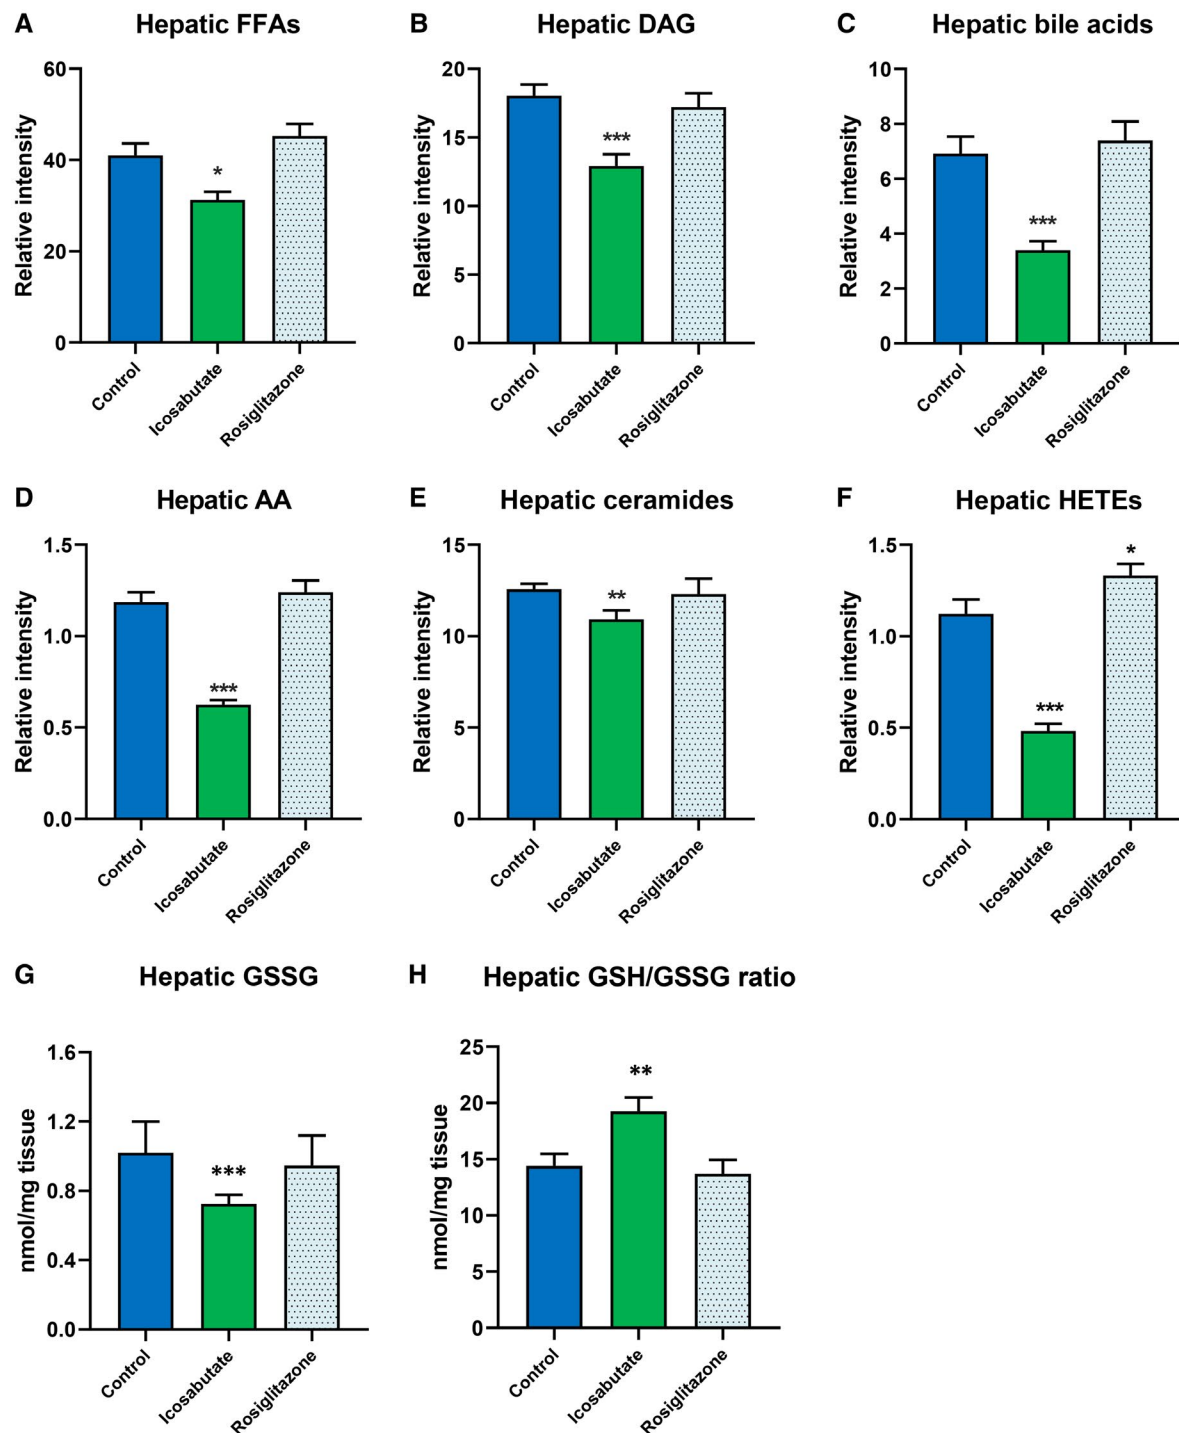 A Hepatic FFAs
Relative intensity
60
40
20
0
*
Control
Icosabutate
Rosiglitazone
B Hepatic DAG
Relative intensity
20
15
10
5
0
***
Control
Icosabutate
Rosiglitazone
C Hepatic bile acids
Relative intensity
10
8
6
4
2
0
***
Control
Icosabutate
Rosiglitazone
D Hepatic AA
Relative intensity
1.5
1.0
0.5
0.0
***
Control
Icosabutate
Rosiglitazone
E Hepatic ceramides
Relative intensity
15
10
5
0
**
Control
Icosabutate
Rosiglitazone
F Hepatic HETEs
Relative intensity
1.5
1.0
0.5
0.0
***
*
Control
Icosabutate
Rosiglitazone
G Hepatic GSSG
nmol/mg tissue
1.6
1.2
0.8
0.4
0.0
***
Control
Icosabutate
Rosiglitazone
H Hepatic GSH/GSSG ratio
nmol/mg tissue
25
20
15
10
5
0
**
Control
Icosabutate
Rosiglitazone